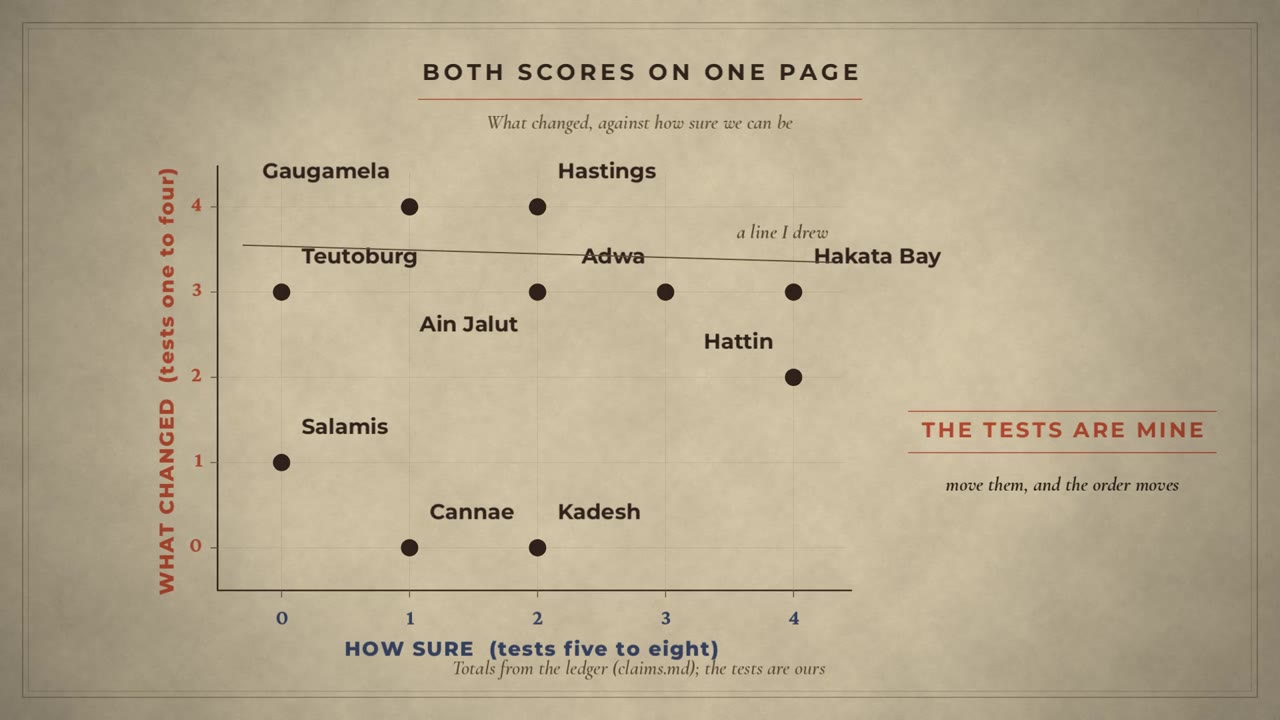 BOTH SCORES ON ONE PAGE
What changed, against how sure we can be
Gaugamela
Hastings
a line I drew
Teutoburg
Adwa
Hakata Bay
Ain Jalut
Hattin
Salamis
Cannae
Kadesh
WHAT CHANGED (tests one to four)
4
3
2
1
0
0 1 2 3 4
HOW SURE (tests five to eight)
Totals from the ledger (claims.md); the tests are ours
THE TESTS ARE MINE
move them, and the order moves